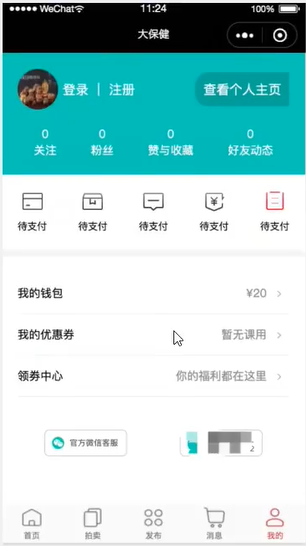 WeChat 11:24 100%
大保健
登录 | 注册 查看个人主页
0 0 0 0
关注 粉丝 赞与收藏 好友动态
待支付 待支付 待支付 待支付 待支付
我的钱包 ¥20
我的优惠券 暂无课用
领券中心 你的福利都在这里
官方微信客服 2
首页 拍卖 发布 消息 我的